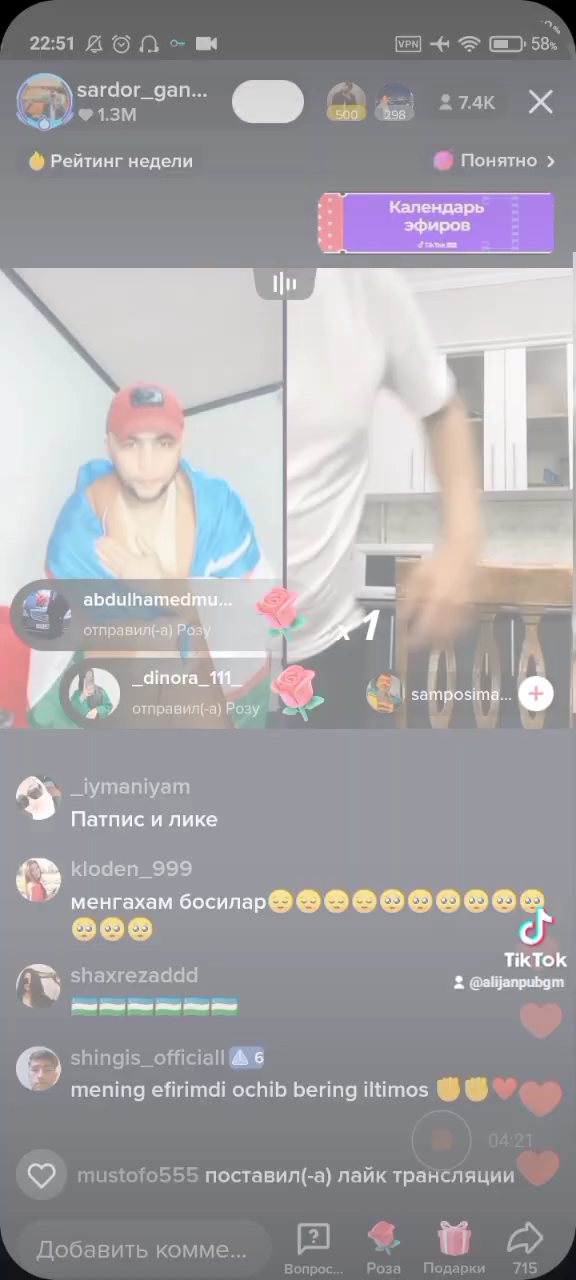 22:51
VPN
58%
sardor_gan...
1.3M
500
298
7.4K
Рейтинг недели
Понятно >
Календарь
эфиров
TikTok
abdulhamedmu...
отправил(-а) Розу
x 1
_dinora_111_
отправил(-а) Розу
samposima...
_iymaniyam
Патпис и лике
kloden_999
менгахам босилар😔😔😔😔🥺🥺🥺🥺🥺🥺
🥺🥺🥺
TikTok
@alijanpubgm
shaxrezaddd
🇺🇿🇺🇿🇺🇿🇺🇿🇺🇿🇺🇿
shingis_officiall 6
mening efirimdi ochib bering iltimos ✊✊❤️
04:21
mustofo555 поставил(-а) лайк трансляции
Добавить комме...
Вопрос...
Роза
Подарки
715